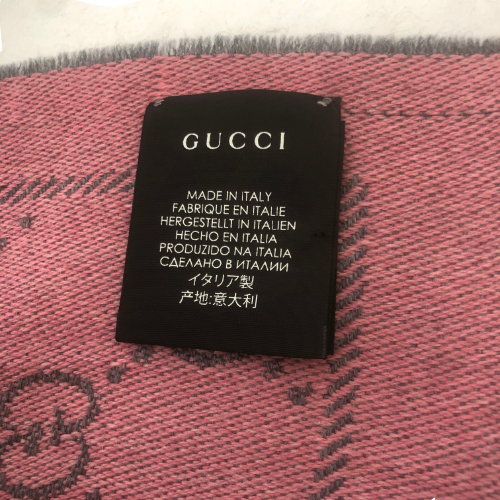 GUCCI
MADE IN ITALY
FABRIQUE EN ITALIE
HERGESTELLT IN ITALIEN
HECHO EN ITALIA
PRODUZIDO NA ITALIA
СДЕЛАНО В ИТАЛИИ
イタリア製
产地:意大利